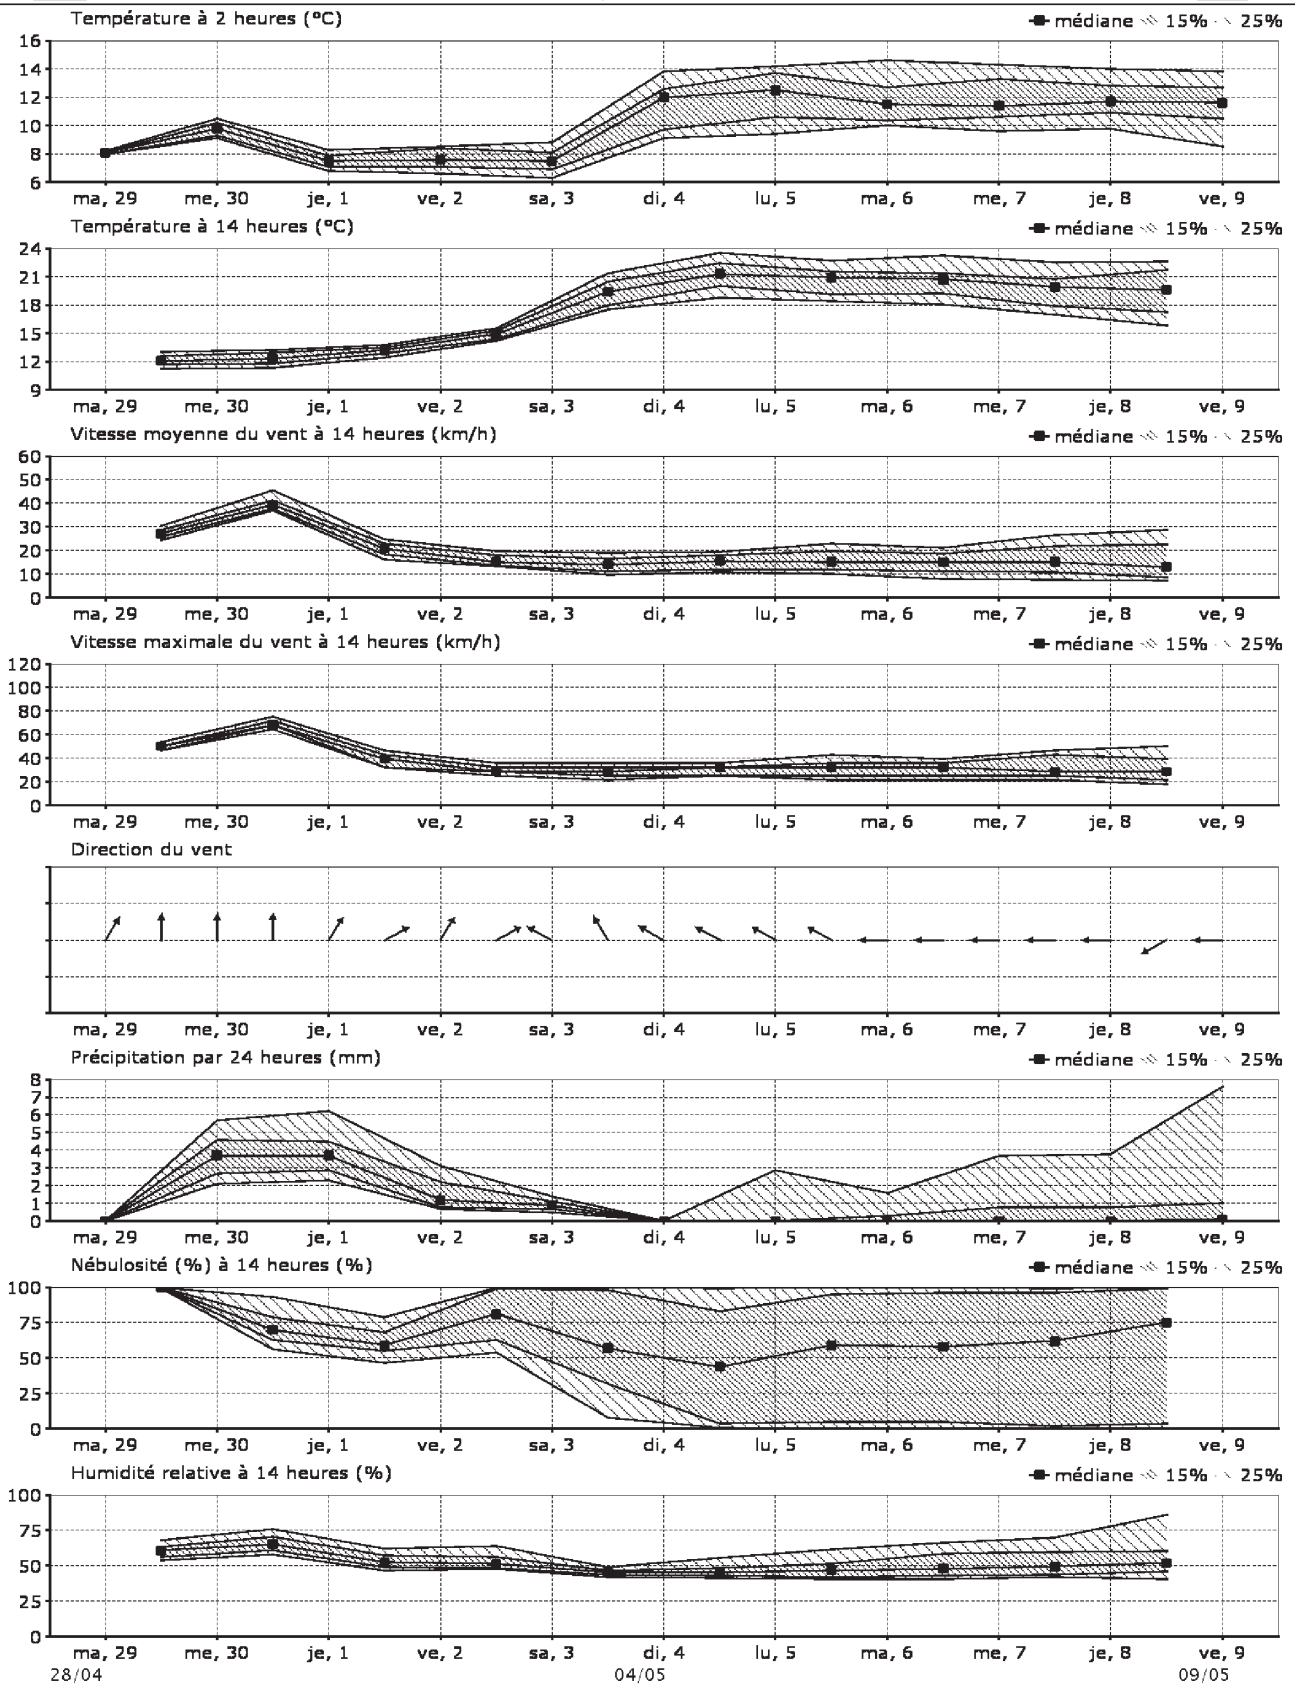 Température à 2 heures (°C) médiane 15% 25%
16
14
12
10
8
6
ma, 29 me, 30 je, 1 ve, 2 sa, 3 di, 4 lu, 5 ma, 6 me, 7 je, 8 ve, 9
Température à 14 heures (°C) médiane 15% 25%
24
21
18
15
12
9
ma, 29 me, 30 je, 1 ve, 2 sa, 3 di, 4 lu, 5 ma, 6 me, 7 je, 8 ve, 9
Vitesse moyenne du vent à 14 heures (km/h) médiane 15% 25%
60
50
40
30
20
10
0
ma, 29 me, 30 je, 1 ve, 2 sa, 3 di, 4 lu, 5 ma, 6 me, 7 je, 8 ve, 9
Vitesse maximale du vent à 14 heures (km/h) médiane 15% 25%
120
100
80
60
40
20
0
ma, 29 me, 30 je, 1 ve, 2 sa, 3 di, 4 lu, 5 ma, 6 me, 7 je, 8 ve, 9
Direction du vent
ma, 29 me, 30 je, 1 ve, 2 sa, 3 di, 4 lu, 5 ma, 6 me, 7 je, 8 ve, 9
Précipitation par 24 heures (mm) médiane 15% 25%
8
7
6
5
4
3
2
1
0
ma, 29 me, 30 je, 1 ve, 2 sa, 3 di, 4 lu, 5 ma, 6 me, 7 je, 8 ve, 9
Nébulosité (%) à 14 heures (%) médiane 15% 25%
100
75
50
25
0
ma, 29 me, 30 je, 1 ve, 2 sa, 3 di, 4 lu, 5 ma, 6 me, 7 je, 8 ve, 9
Humidité relative à 14 heures (%) médiane 15% 25%
100
75
50
25
0
ma, 29 me, 30 je, 1 ve, 2 sa, 3 di, 4 lu, 5 ma, 6 me, 7 je, 8 ve, 9
28/04 04/05 09/05